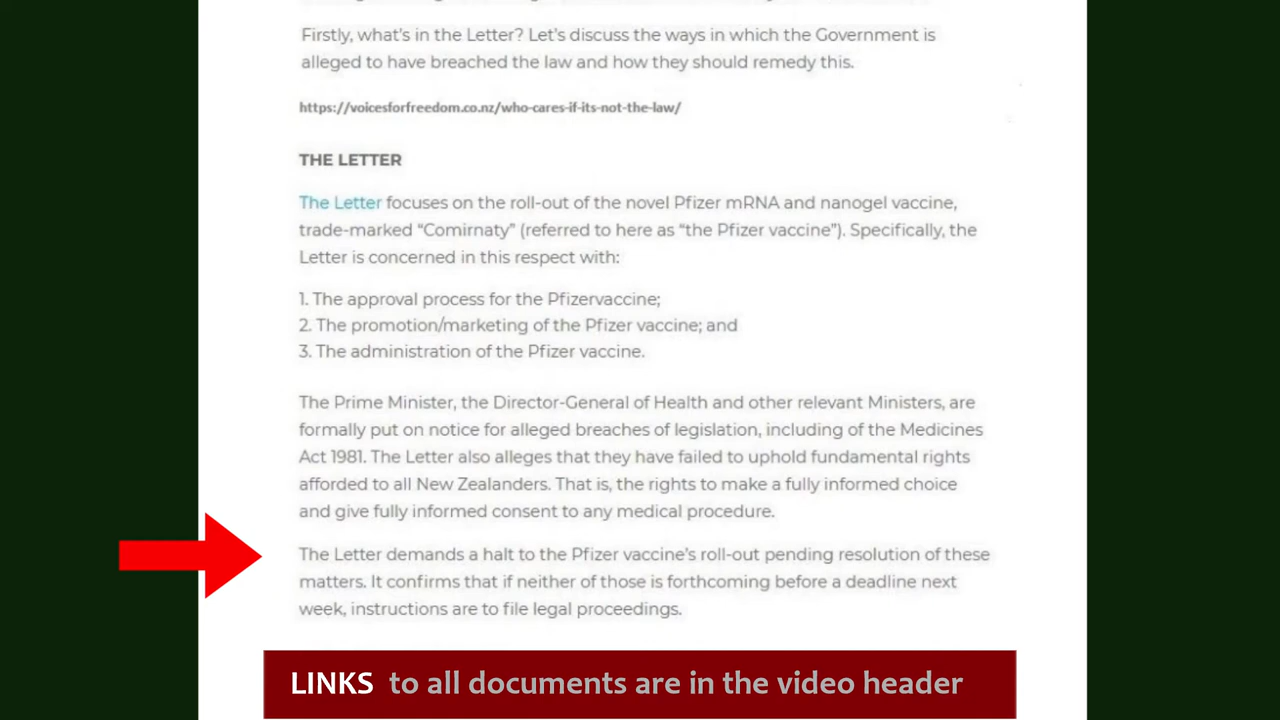 Firstly, what's in the Letter? Let's discuss the ways in which the Government is
alleged to have breached the law and how they should remedy this.
https://voicesforfreedom.co.nz/who-cares-if-its-not-the-law/
THE LETTER
The Letter focuses on the roll-out of the novel Pfizer mRNA and nanogel vaccine,
trade-marked “Comirnaty” (referred to here as “the Pfizer vaccine”). Specifically, the
Letter is concerned in this respect with:
1. The approval process for the Pfizervaccine;
2. The promotion/marketing of the Pfizer vaccine; and
3. The administration of the Pfizer vaccine.
The Prime Minister, the Director-General of Health and other relevant Ministers, are
formally put on notice for alleged breaches of legislation, including of the Medicines
Act 1981. The Letter also alleges that they have failed to uphold fundamental rights
afforded to all New Zealanders. That is, the rights to make a fully informed choice
and give fully informed consent to any medical procedure.
The Letter demands a halt to the Pfizer vaccine's roll-out pending resolution of these
matters. It confirms that if neither of those is forthcoming before a deadline next
week, instructions are to file legal proceedings.
LINKS to all documents are in the video header